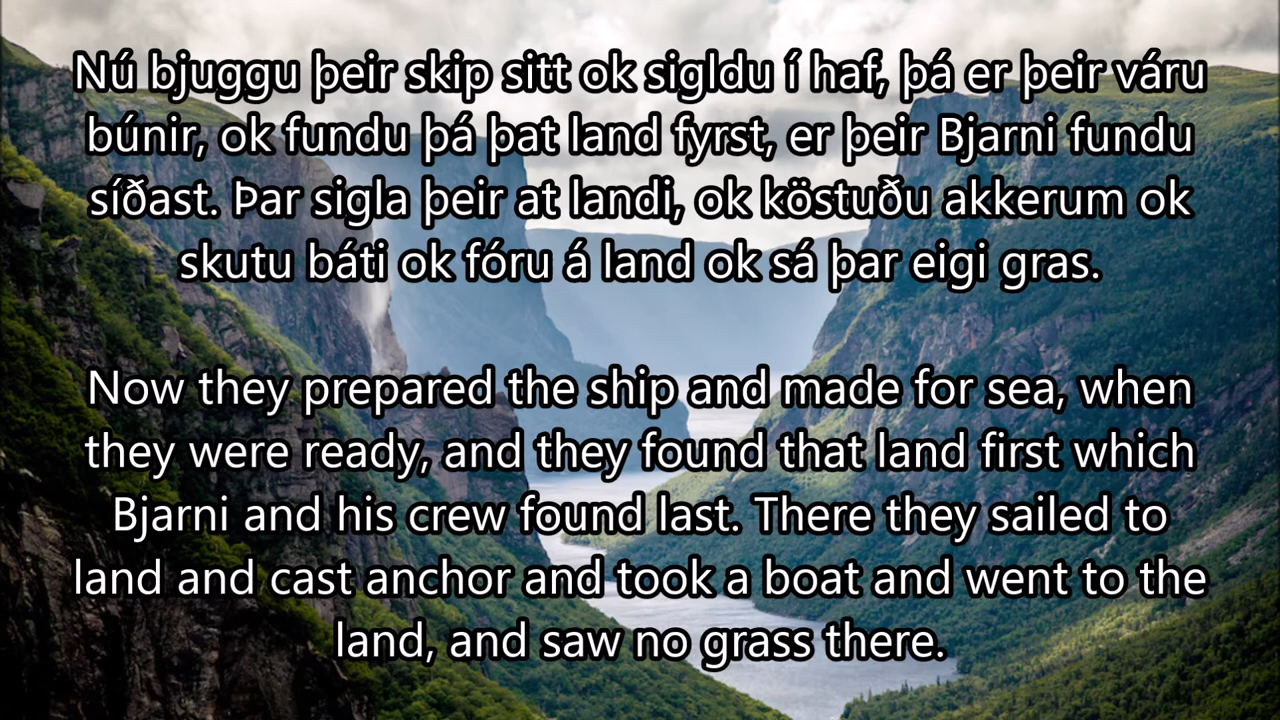 Nú bjuggu þeir skip sitt ok sigldu í haf, þá er þeir váru
búnir, ok fundu þá þat land fyrst, er þeir Bjarni fundu
síðast. Þar sigla þeir at landi, ok köstuðu akkerum ok
skutu báti ok fóru á land ok sá þar eigi gras.
Now they prepared the ship and made for sea, when
they were ready, and they found that land first which
Bjarni and his crew found last. There they sailed to
land and cast anchor and took a boat and went to the
land, and saw no grass there.